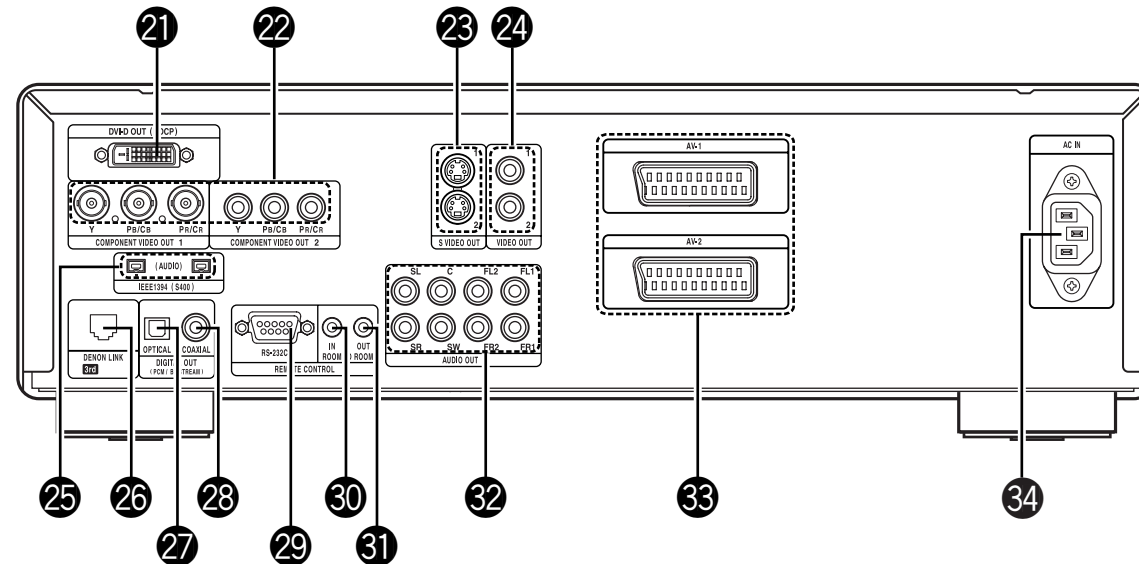 21 22 23 24
DVI-D OUT ( DCP)
AV-1
AC IN
1 1
2 2
Y PB/CB PR/CR Y PB/CB PR/CR
COMPONENT VIDEO OUT 1 COMPONENT VIDEO OUT 2
S VIDEO OUT VIDEO OUT
AV-2
(AUDIO)
IEEE1394 (S400)
SL C FL2 FL1
OPTICAL COAXIAL
RS-232C
IN OUT
ROOM ROOM
SR SW FR2 FR1
DENON LINK
3rd
DIGITAL OUT
(PCM / BITSTREAM)
REMOTE CONTROL
AUDIO OUT
25 26 28 30 32 33 34
27 29 31